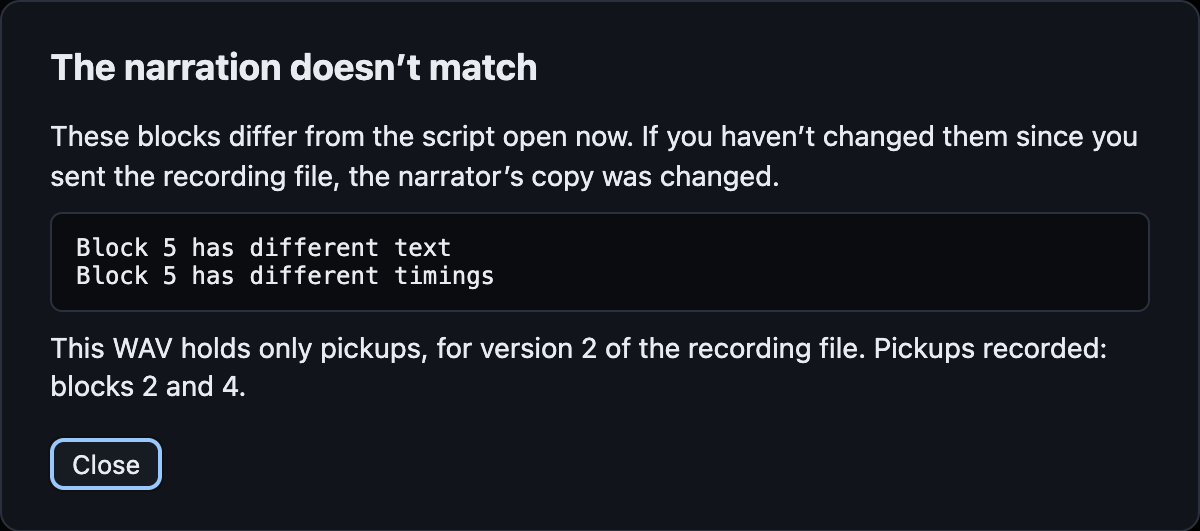 The narration doesn’t match
These blocks differ from the script open now. If you haven’t changed them since you
sent the recording file, the narrator’s copy was changed.
Block 5 has different text
Block 5 has different timings
This WAV holds only pickups, for version 2 of the recording file. Pickups recorded:
blocks 2 and 4.
Close